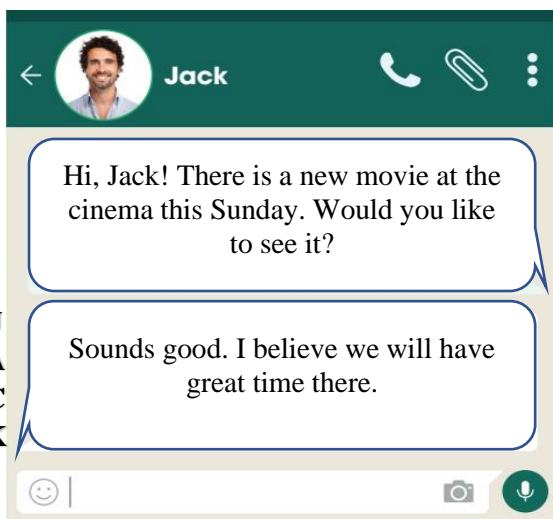 Jack
Hi, Jack! There is a new movie at the
cinema this Sunday. Would you like
to see it?
Sounds good. I believe we will have
great time there.